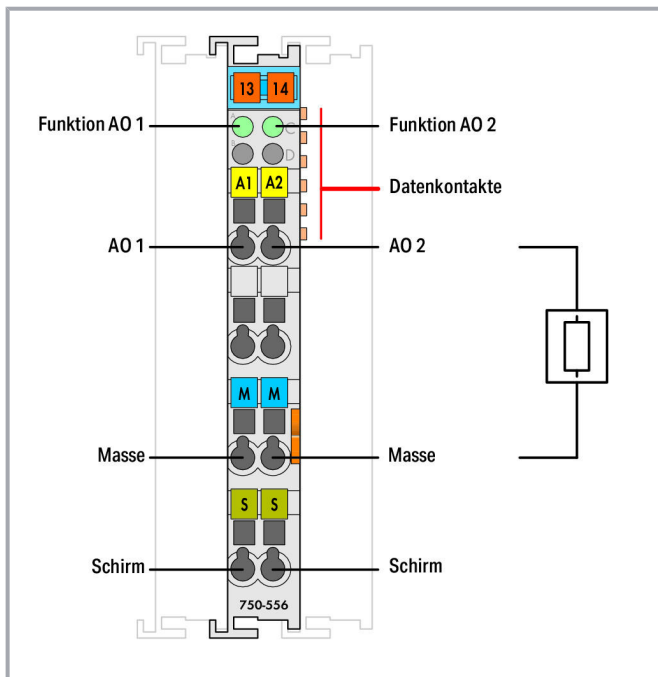 13 14
A C
Funktion AO 1 Funktion AO 2
B D
A1 A2 Datenkontakte
AO 1 AO 2
M M
Masse Masse
S S
Schirm Schirm
750-556